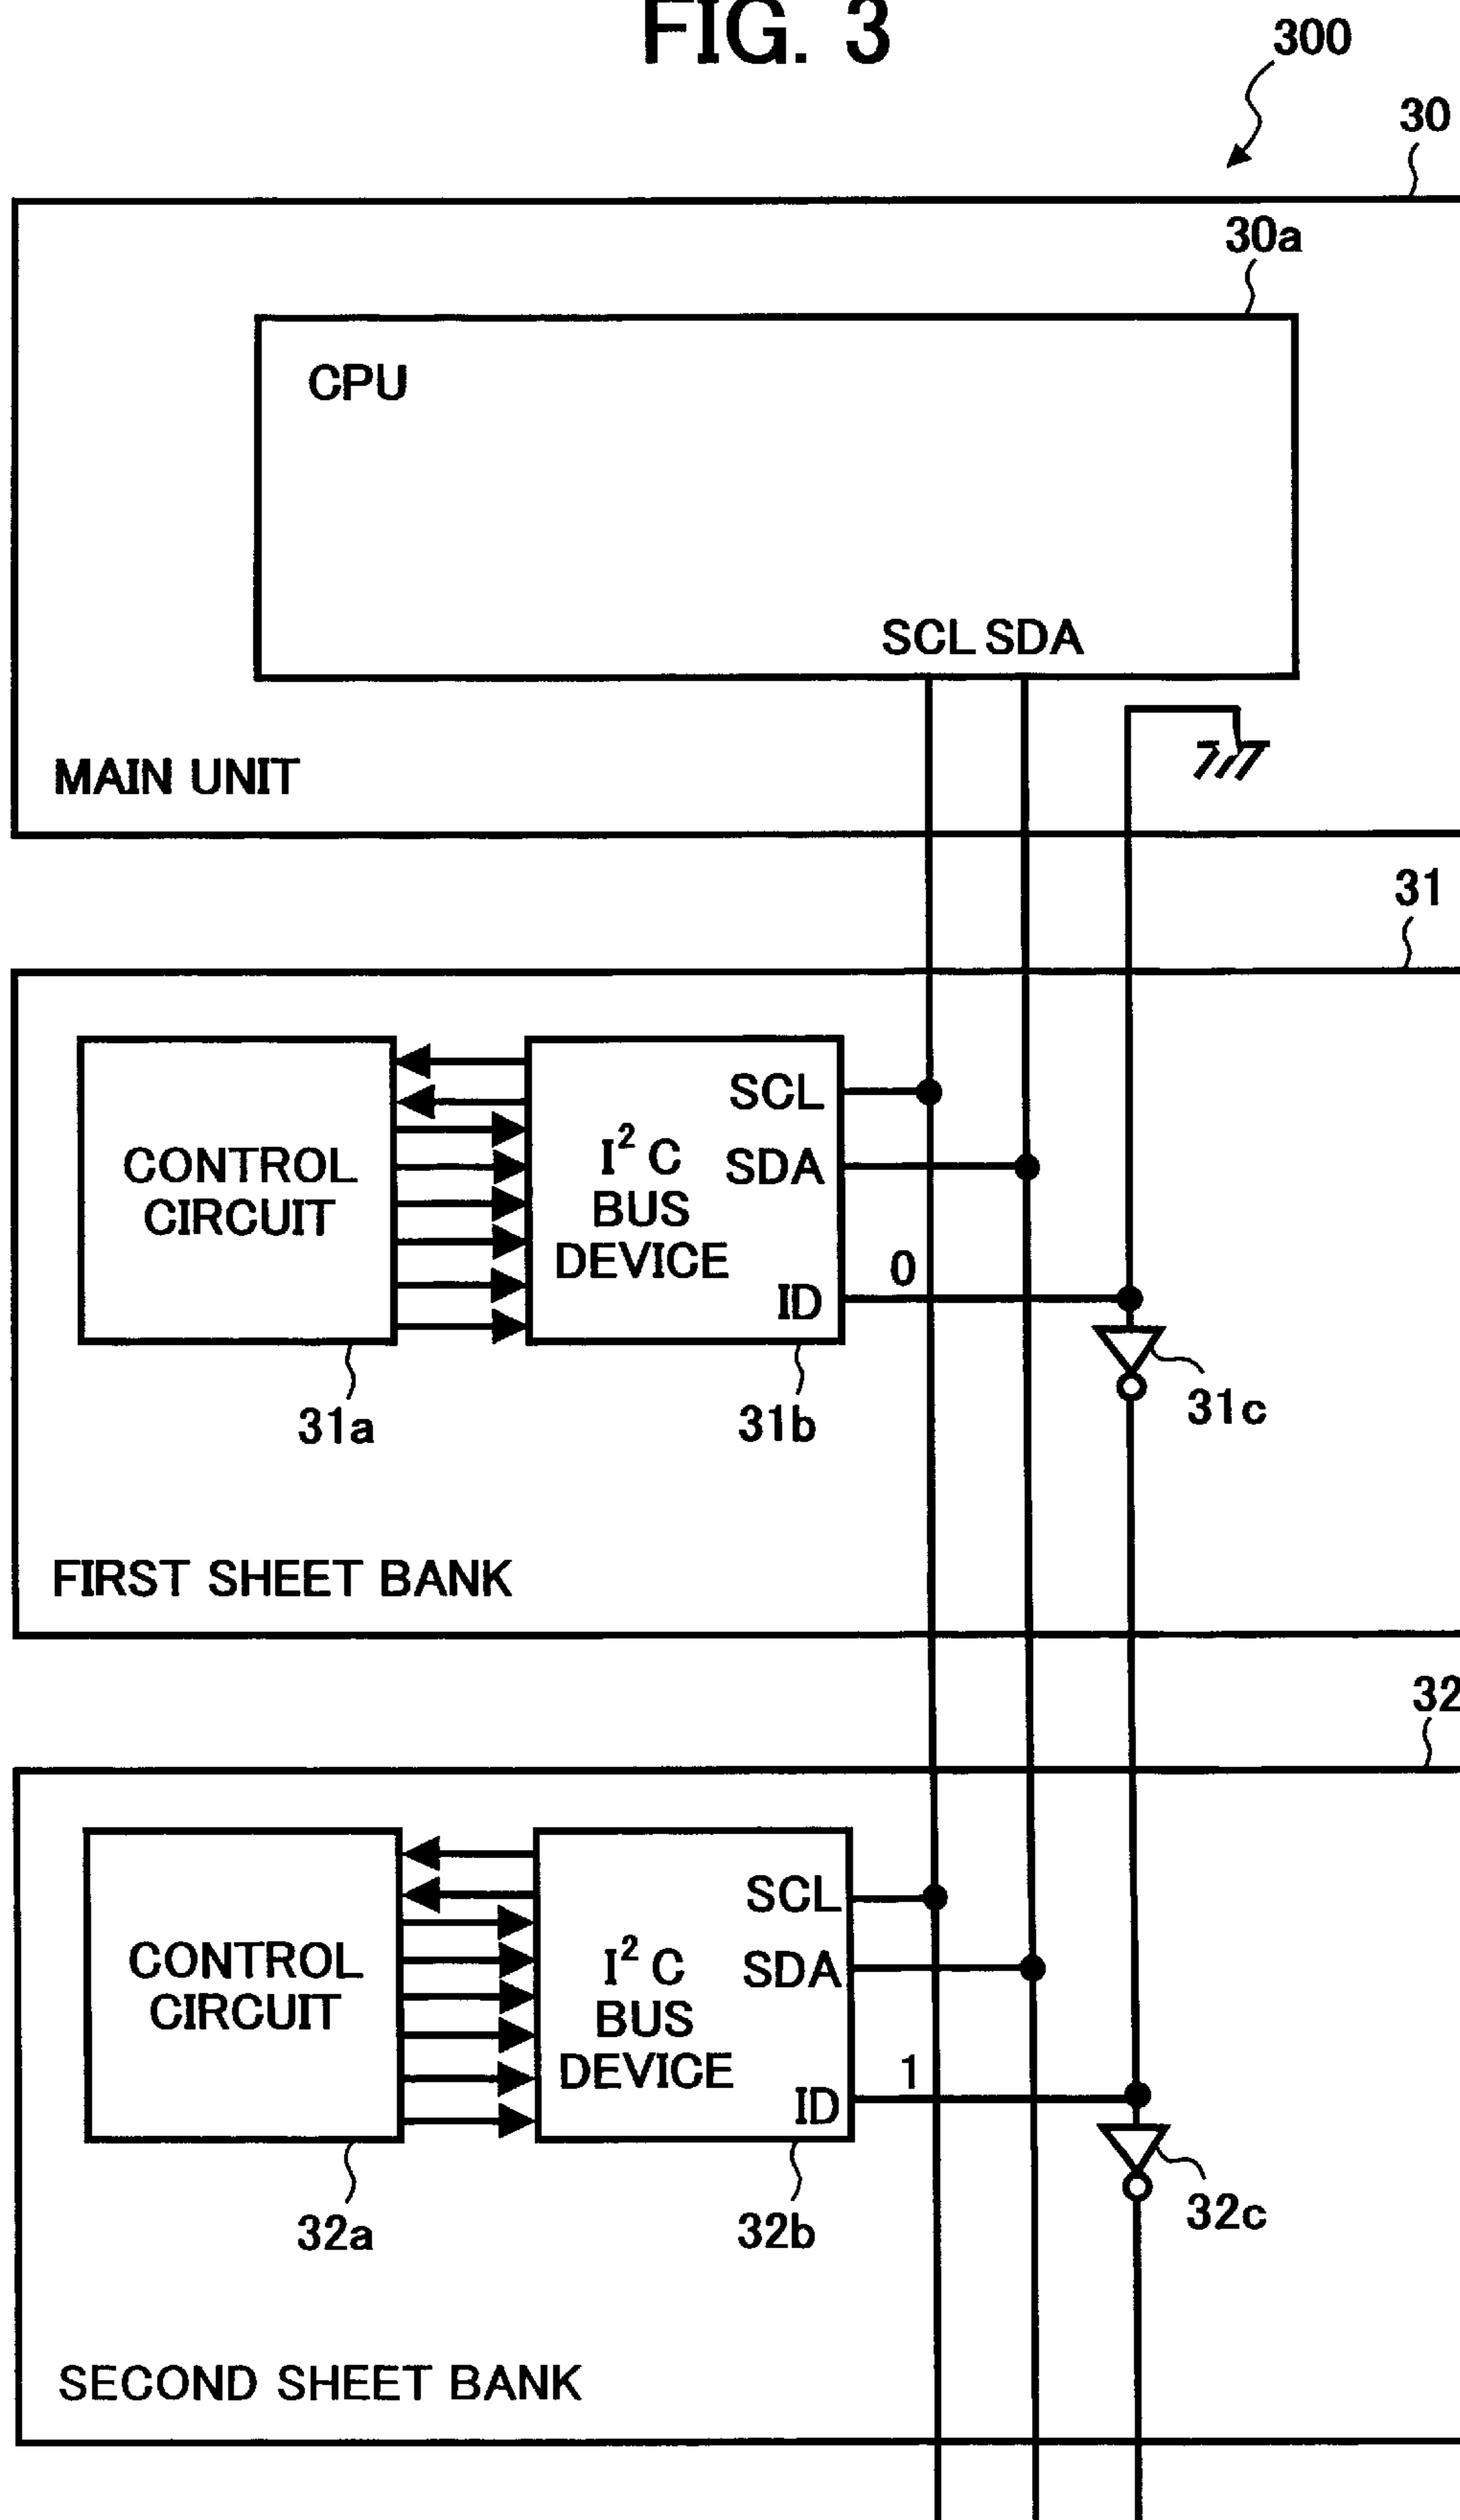 FIG. 3
300
30
30a
CPU
SCL SDA
MAIN UNIT
31
CONTROL
CIRCUIT
I² C
BUS
DEVICE
SCL
SDA
ID
0
31a
31b
31c
FIRST SHEET BANK
32
CONTROL
CIRCUIT
I² C
BUS
DEVICE
SCL
SDA
ID
1
32a
32b
32c
SECOND SHEET BANK